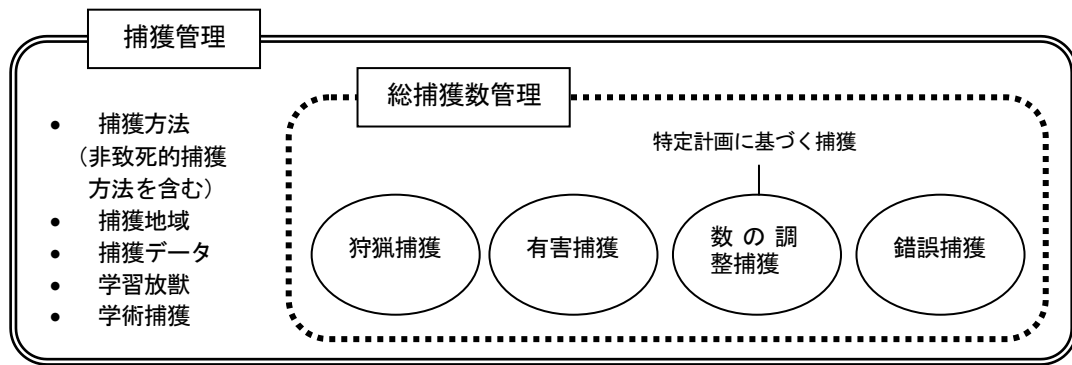 捕獲管理
総捕獲数管理
• 捕獲方法
(非致死的捕獲
方法を含む)
• 捕獲地域
• 捕獲データ
• 学習放獣
• 学術捕獲
特定計画に基づく捕獲
狩猟捕獲
有害捕獲
数の調
整捕獲
錯誤捕獲